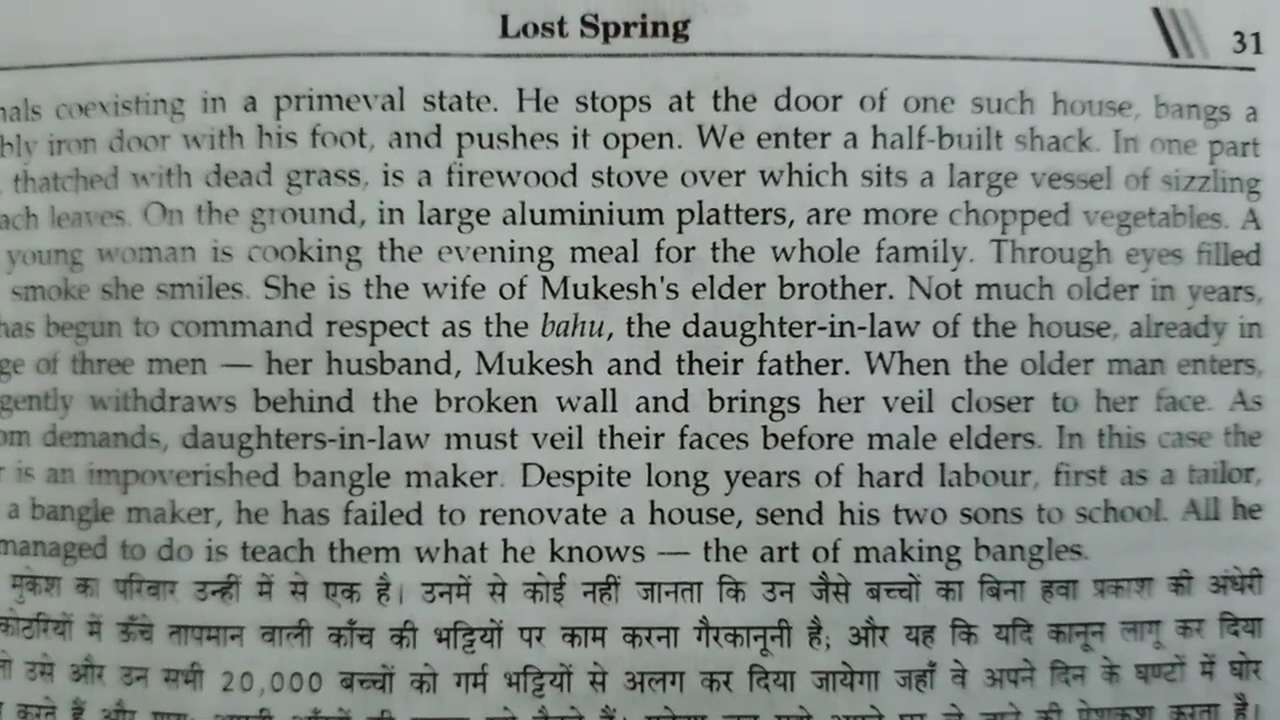 Lost Spring
31
coexisting in a primeval state. He stops at the door of one such house, bangs a
iron door with his foot, and pushes it open. We enter a half-built shack. In one part
thatched with dead grass, is a firewood stove over which sits a large vessel of sizzling
leaves. On the ground, in large aluminium platters, are more chopped vegetables. A
young woman is cooking the evening meal for the whole family. Through eyes filled
smoke she smiles. She is the wife of Mukesh's elder brother. Not much older in years,
has begun to command respect as the bahu, the daughter-in-law of the house, already in
of three men — her husband, Mukesh and their father. When the older man enters,
gently withdraws behind the broken wall and brings her veil closer to her face. As
demands, daughters-in-law must veil their faces before male elders. In this case the
is an impoverished bangle maker. Despite long years of hard labour, first as a tailor,
a bangle maker, he has failed to renovate a house, send his two sons to school. All he
managed to do is teach them what he knows — the art of making bangles.
मुकेश का परिवार उन्हीं में से एक है। उनमें से कोई नहीं जानता कि उन जैसे बच्चों का बिना हवा प्रकाश की अंधेरी
कोठरियों में ऊँचे तापमान वाली काँच की भट्टियों पर काम करना गैरकानूनी है; और यह कि यदि कानून लागू कर दिया
उसे और उन सभी 20,000 बच्चों को गर्म भट्टियों से अलग कर दिया जायेगा जहाँ वे अपने दिन के घण्टों में घोर